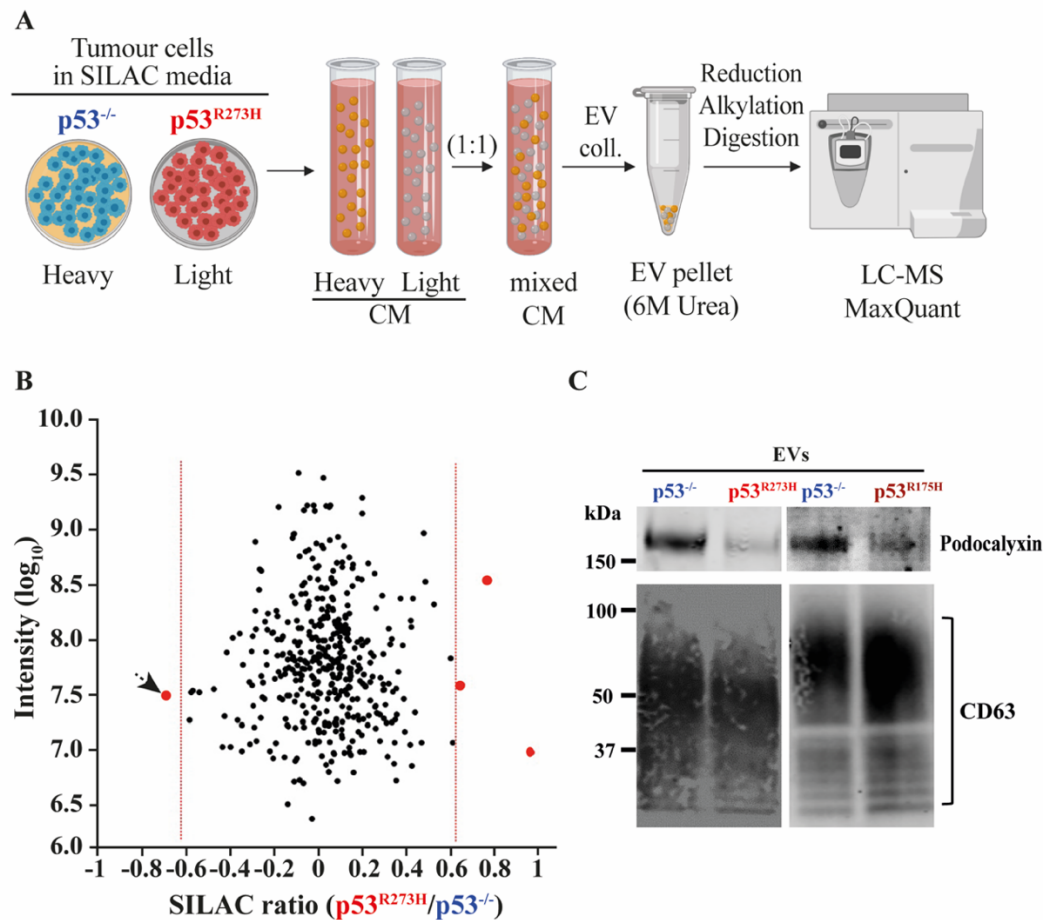 A
Tumour cells
in SILAC media
p53-/- p53R273H
Heavy Light
Heavy Light
CM
(1:1)
mixed
CM
EV
coll.
EV pellet
(6M Urea)
Reduction
Alkylation
Digestion
LC-MS
MaxQuant
B
Intensity (log10)
10.0
9.5
9.0
8.5
8.0
7.5
7.0
6.5
6.0
-1 -0.8 -0.6 -0.4 -0.2 0 0.2 0.4 0.6 0.8 1
SILAC ratio (p53R273H/p53-/-)
C
EVs
p53-/- p53R273H p53-/- p53R175H
kDa
150
Podocalyxin
100
50
37
CD63